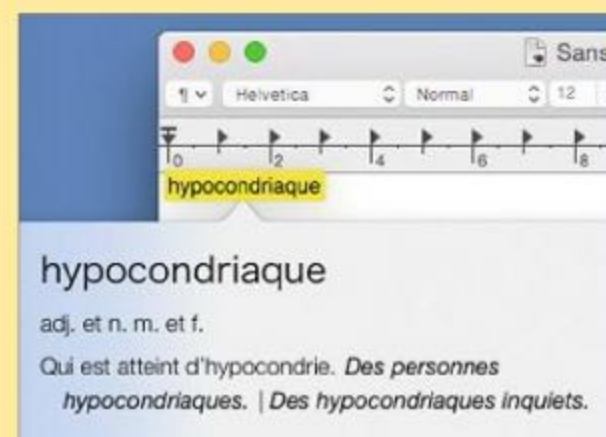 Sans
¶ Helvetica Normal 12
0 2 4 6 8
hypocondriaque
hypocondriaque
adj. et n. m. et f.
Qui est atteint d'hypocondrie. Des personnes
hypocondriaques. | Des hypocondriaques inquiets.